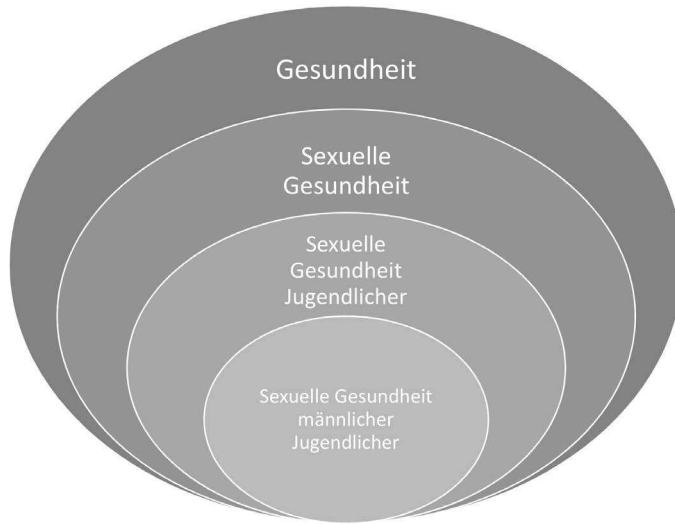 Gesundheit
Sexuelle
Gesundheit
Sexuelle
Gesundheit
Jugendlicher
Sexuelle Gesundheit
männlicher
Jugendlicher